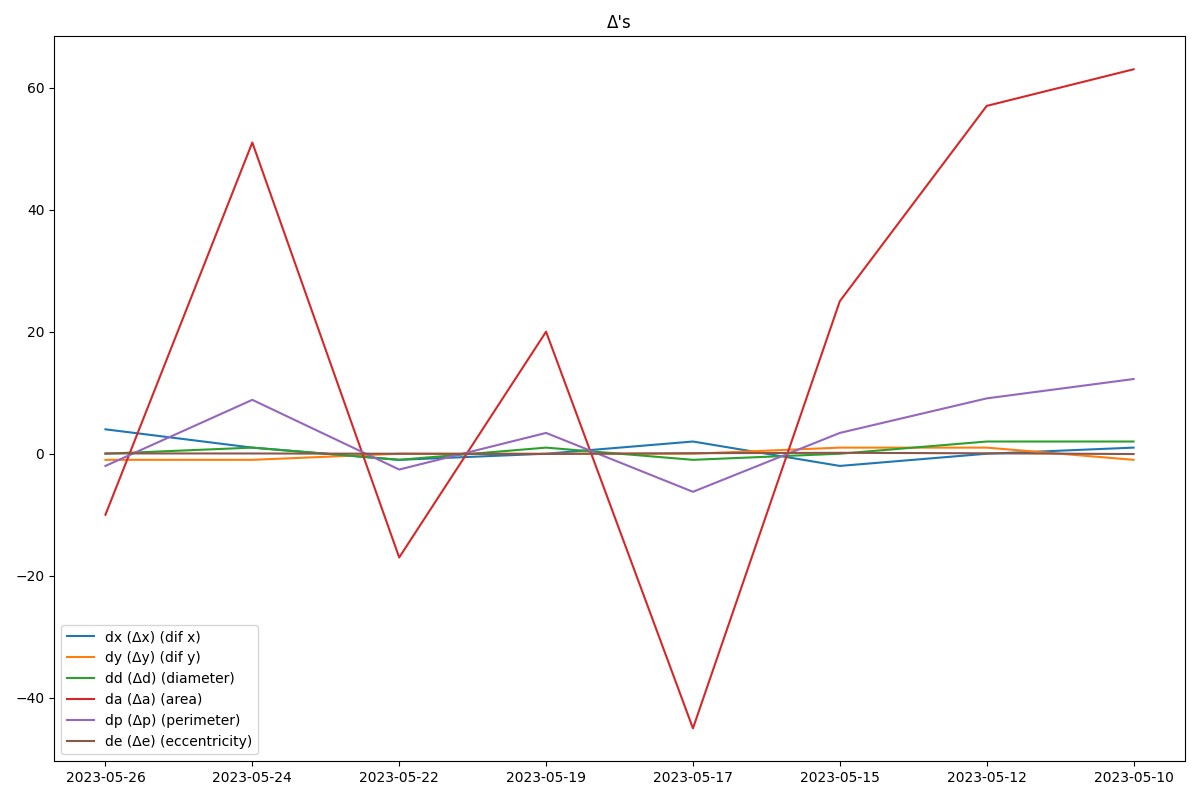 Δ's
60
40
20
0
−20
−40
dx (Δx) (dif x)
dy (Δy) (dif y)
dd (Δd) (diameter)
da (Δa) (area)
dp (Δp) (perimeter)
de (Δe) (eccentricity)
2023-05-26 2023-05-24 2023-05-22 2023-05-19 2023-05-17 2023-05-15 2023-05-12 2023-05-10